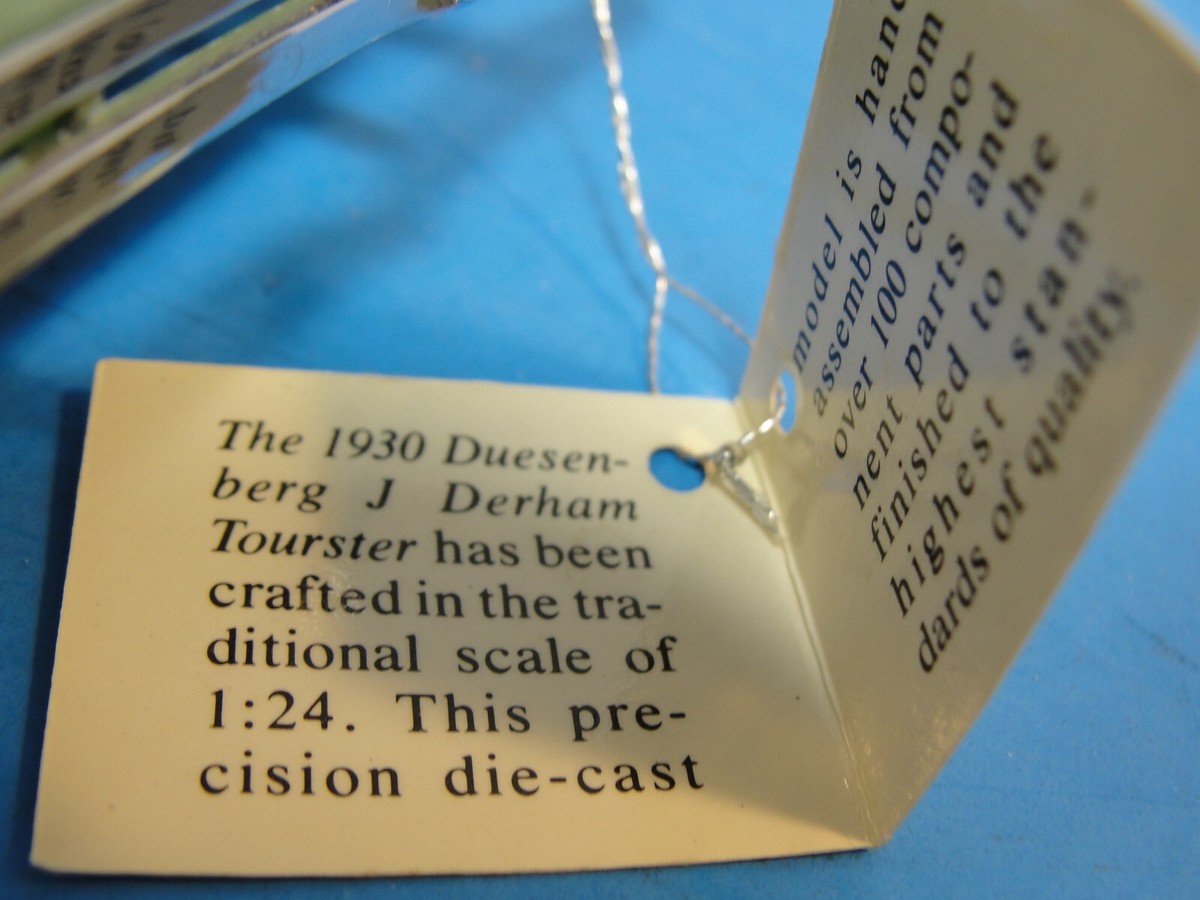 The 1930 Duesen-
berg J Derham
Tourster has been
crafted in the tra-
ditional scale of
1:24. This pre-
cision die-cast
model is
assembled from
over 100 compo-
nent parts and
finished to the
highest stan-
dards of quality.